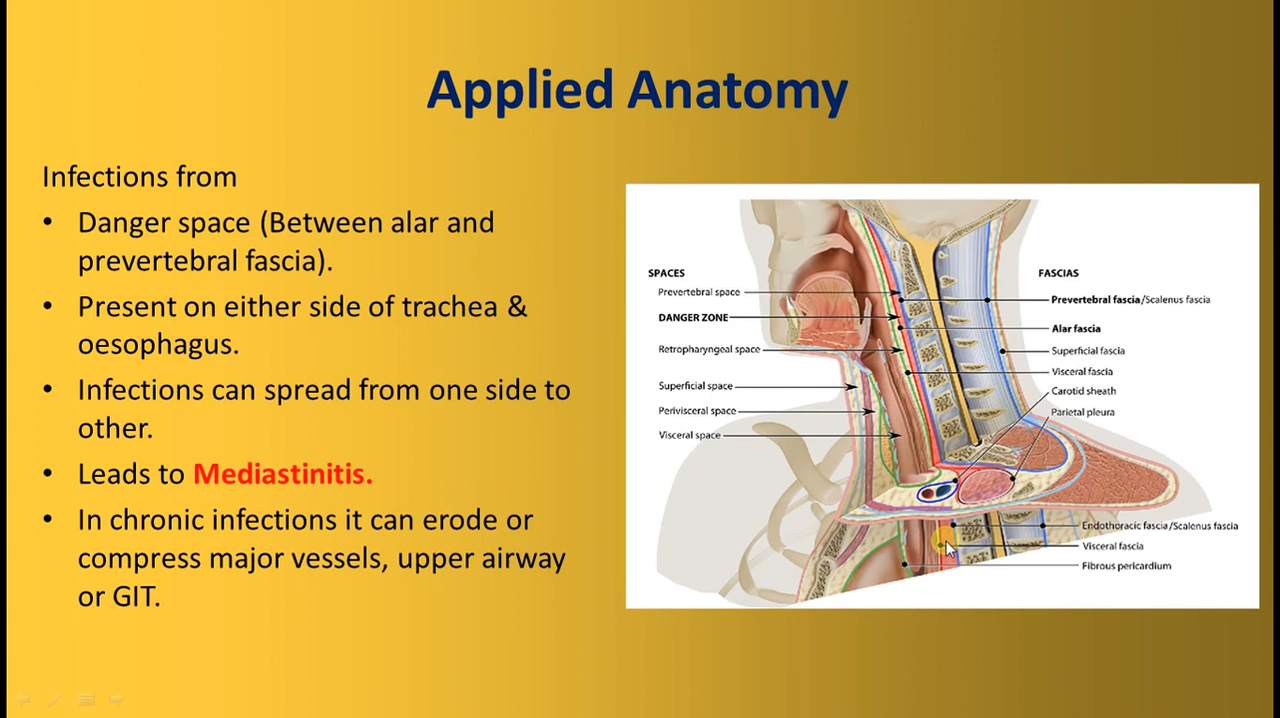 Applied Anatomy
Infections from
• Danger space (Between alar and
prevertebral fascia).
• Present on either side of trachea &
oesophagus.
• Infections can spread from one side to
other.
• Leads to Mediastinitis.
• In chronic infections it can erode or
compress major vessels, upper airway
or GIT.
SPACES
Prevertebral space
DANGER ZONE
Retropharyngeal space
Superficial space
Perivisceral space
Visceral space
FASCIAS
Prevertebral fascia/Scalenus fascia
Alar fascia
Superficial fascia
Visceral fascia
Carotid sheath
Parietal pleura
Endothoracic fascia/Scalenus fascia
Visceral fascia
Fibrous pericardium